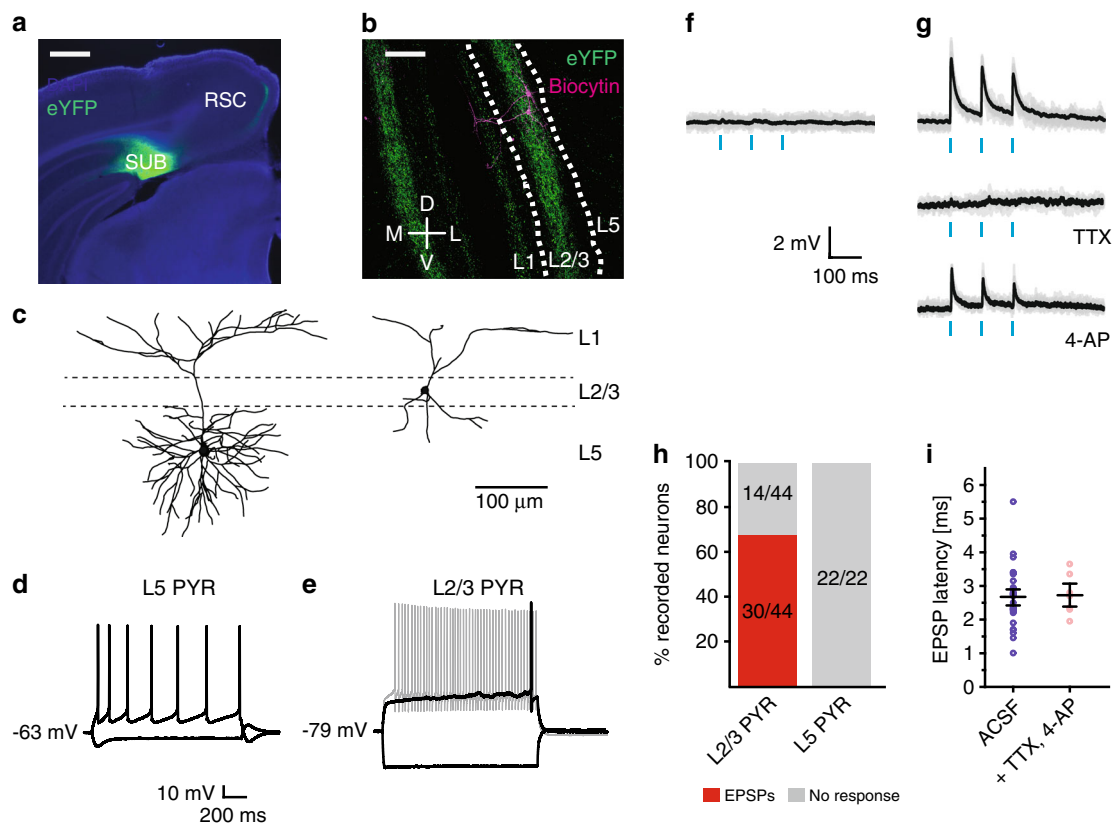 a
DAPI
eYFP
RSC
SUB
b
eYFP
Biocytin
D
M L
V
L1
L2/3
L5
c
L1
L2/3
L5
100 μm
d
L5 PYR
-63 mV
10 mV
200 ms
e
L2/3 PYR
-79 mV
f
2 mV
100 ms
g
TTX
4-AP
h
% recorded neurons
100
80
60
40
20
14/44
30/44
22/22
L2/3 PYR
L5 PYR
EPSPs
No response
i
EPSP latency [ms]
6
5
4
3
2
1
0
ACSF
+ TTX, 4-AP